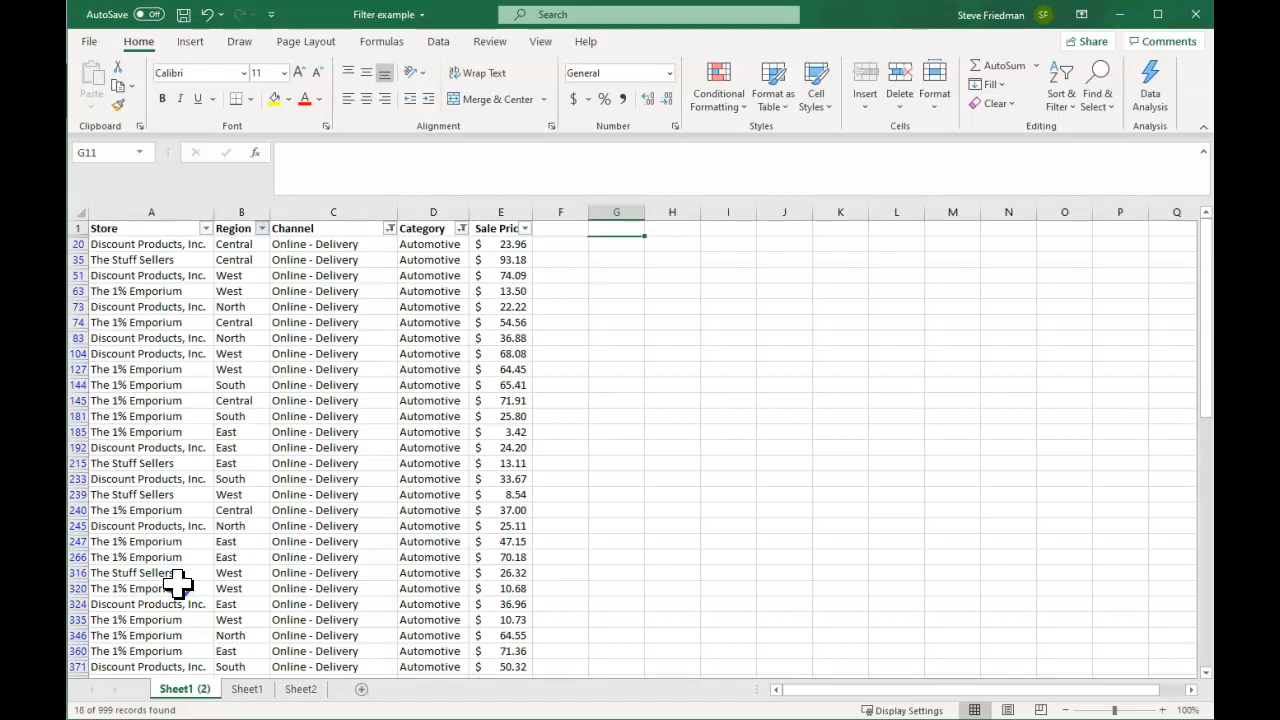 AutoSave Off Filter example Search Steve Friedman SF
File Home Insert Draw Page Layout Formulas Data Review View Help Share Comments
Paste Calibri 11 Wrap Text General Conditional Formatting Format as Table Cell Styles Insert Delete Format AutoSum Fill Clear Sort & Filter Find & Select Data Analysis
B I U A Merge & Center $ % ,
Clipboard Font Alignment Number Styles Cells Editing Analysis
G11 fx
A B C D E F G H I J K L M N O P Q
1 Store Region Channel Category Sale Pric
20 Discount Products, Inc. Central Online - Delivery Automotive $ 23.96
35 The Stuff Sellers Central Online - Delivery Automotive $ 93.18
51 Discount Products, Inc. West Online - Delivery Automotive $ 74.09
63 The 1% Emporium West Online - Delivery Automotive $ 13.50
73 Discount Products, Inc. North Online - Delivery Automotive $ 22.22
74 The 1% Emporium Central Online - Delivery Automotive $ 54.56
83 Discount Products, Inc. North Online - Delivery Automotive $ 36.88
104 Discount Products, Inc. West Online - Delivery Automotive $ 68.08
127 The 1% Emporium West Online - Delivery Automotive $ 64.45
144 The 1% Emporium South Online - Delivery Automotive $ 65.41
145 The 1% Emporium Central Online - Delivery Automotive $ 71.91
181 The 1% Emporium South Online - Delivery Automotive $ 25.80
185 The 1% Emporium East Online - Delivery Automotive $ 3.42
192 Discount Products, Inc. East Online - Delivery Automotive $ 24.20
215 The Stuff Sellers East Online - Delivery Automotive $ 13.11
233 Discount Products, Inc. South Online - Delivery Automotive $ 33.67
239 The Stuff Sellers West Online - Delivery Automotive $ 8.54
240 The 1% Emporium Central Online - Delivery Automotive $ 37.00
245 Discount Products, Inc. North Online - Delivery Automotive $ 25.11
247 The 1% Emporium East Online - Delivery Automotive $ 47.15
266 The 1% Emporium East Online - Delivery Automotive $ 70.18
316 The Stuff Sellers West Online - Delivery Automotive $ 26.32
320 The 1% Emporium West Online - Delivery Automotive $ 10.68
324 Discount Products, Inc. East Online - Delivery Automotive $ 36.96
335 The 1% Emporium West Online - Delivery Automotive $ 10.73
346 The 1% Emporium North Online - Delivery Automotive $ 64.55
360 The 1% Emporium East Online - Delivery Automotive $ 71.36
371 Discount Products, Inc. South Online - Delivery Automotive $ 50.32
Sheet1 (2) Sheet1 Sheet2
18 of 999 records found Display Settings 100%